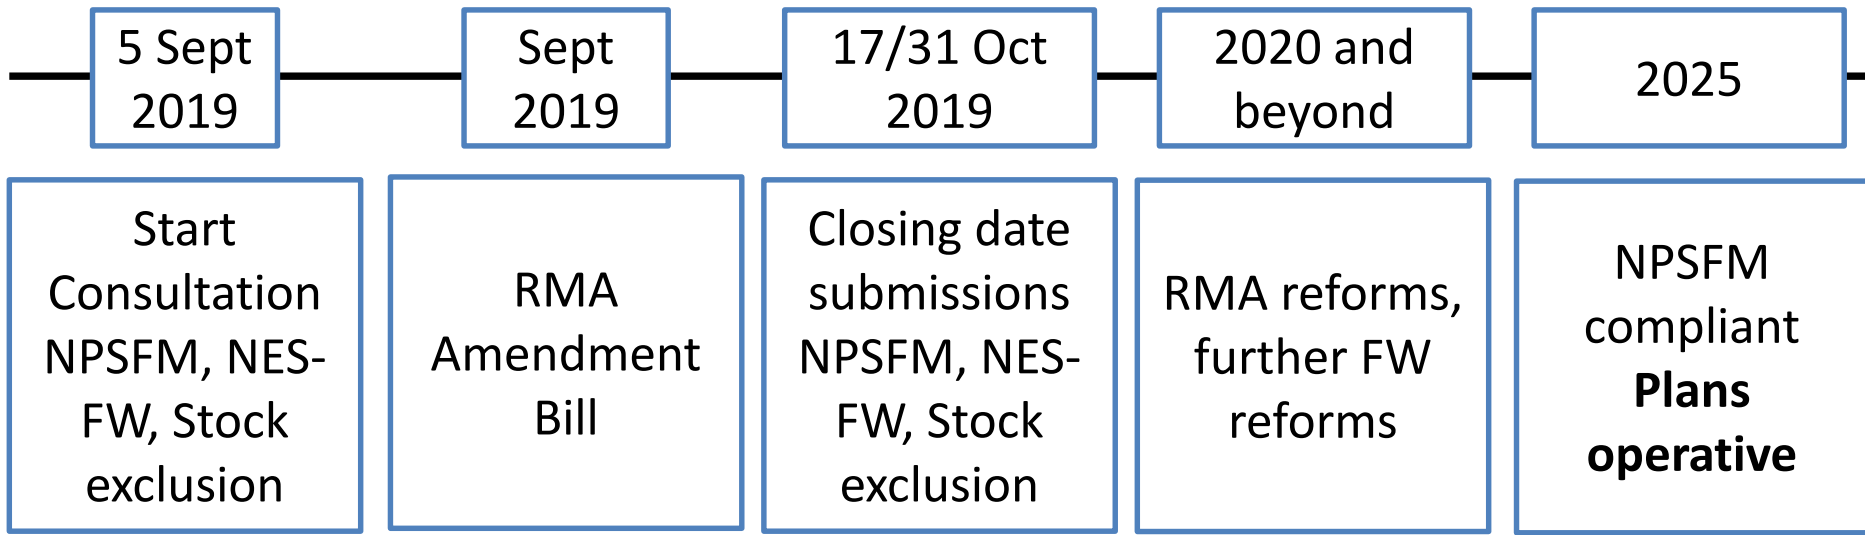 5 Sept
2019
Sept
2019
17/31 Oct
2019
2020 and
beyond
2025
Start
Consultation
NPSFM, NES-
FW, Stock
exclusion
RMA
Amendment
Bill
Closing date
submissions
NPSFM, NES-
FW, Stock
exclusion
RMA reforms,
further FW
reforms
NPSFM
compliant
Plans
operative